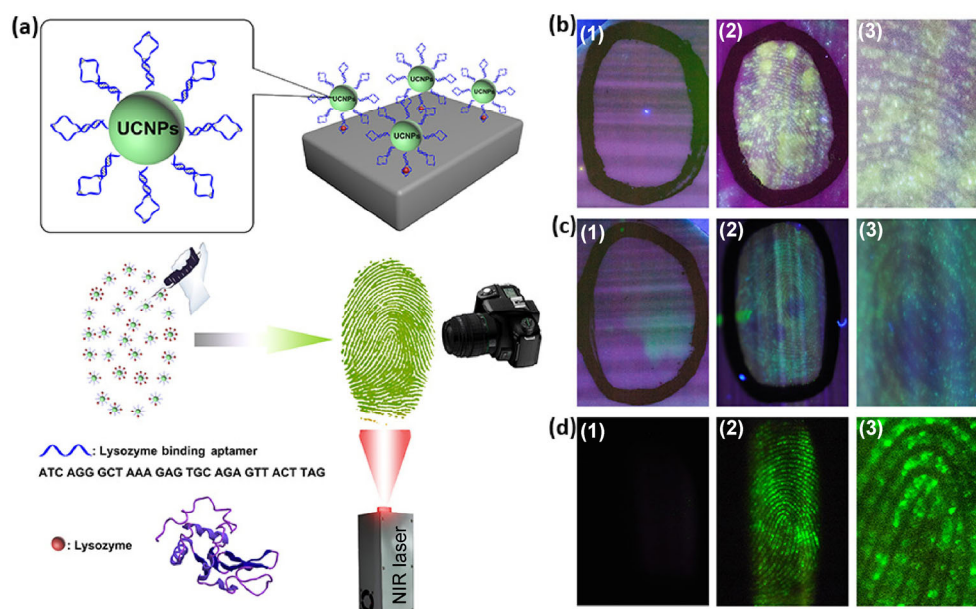 (a)
UCNPs
UCNPs
UCNPs
UCNPs
UCNPs
: Lysozyme binding aptamer
ATC AGG GCT AAA GAG TGC AGA GTT ACT TAG
: Lysozyme
NIR laser
(b)
(1)
(2)
(3)
(c)
(1)
(2)
(3)
(d)
(1)
(2)
(3)